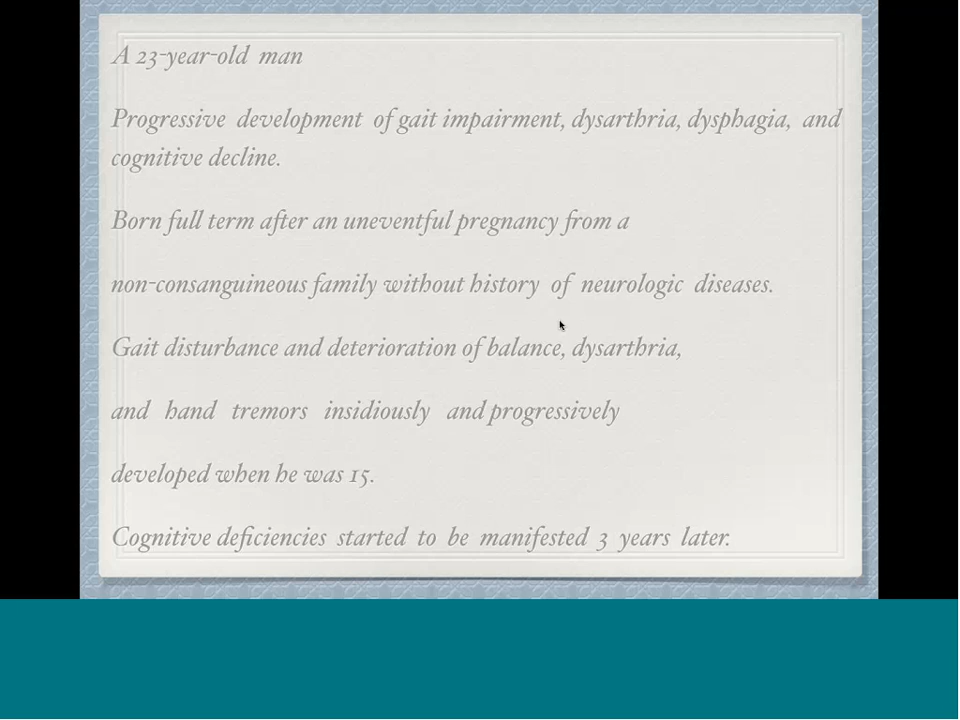 A 23-year-old man
Progressive development of gait impairment, dysarthria, dysphagia, and
cognitive decline.
Born full term after an uneventful pregnancy from a
non-consanguineous family without history of neurologic diseases.
Gait disturbance and deterioration of balance, dysarthria,
and hand tremors insidiously and progressively
developed when he was 15.
Cognitive deficiencies started to be manifested 3 years later.